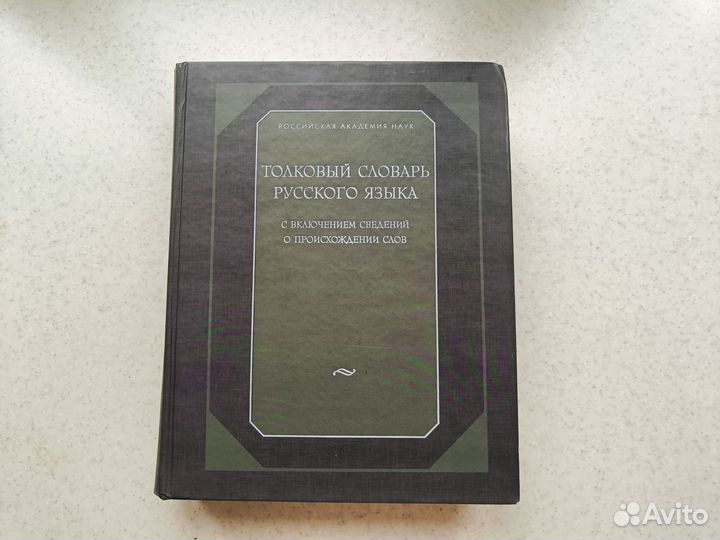 РОССИЙСКАЯ АКАДЕМИЯ НАУК
ТОЛКОВЫЙ СЛОВАРЬ
РУССКОГО ЯЗЫКА
С ВКЛЮЧЕНИЕМ СВЕДЕНИЙ
О ПРОИСХОЖДЕНИИ СЛОВ
Avito